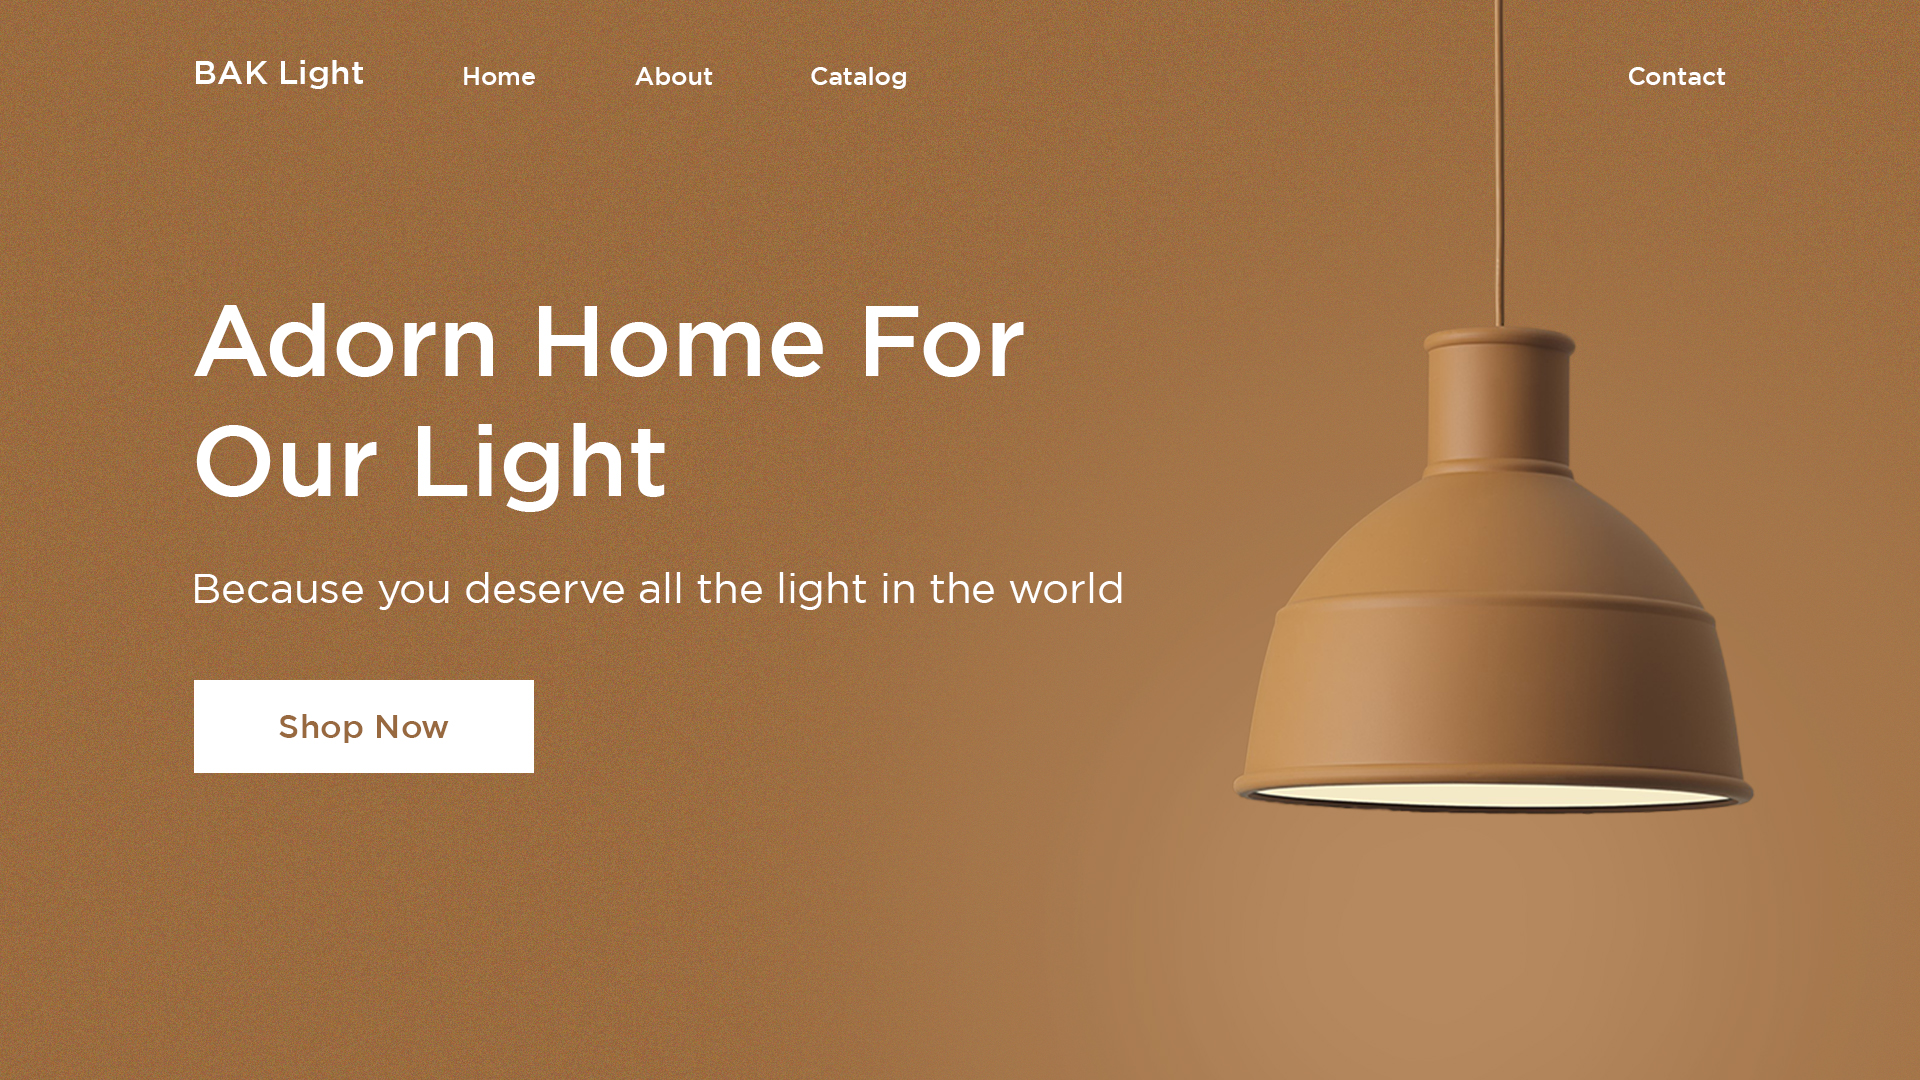 BAK Light Home About Catalog Contact
Adorn Home For
Our Light
Because you deserve all the light in the world
Shop Now